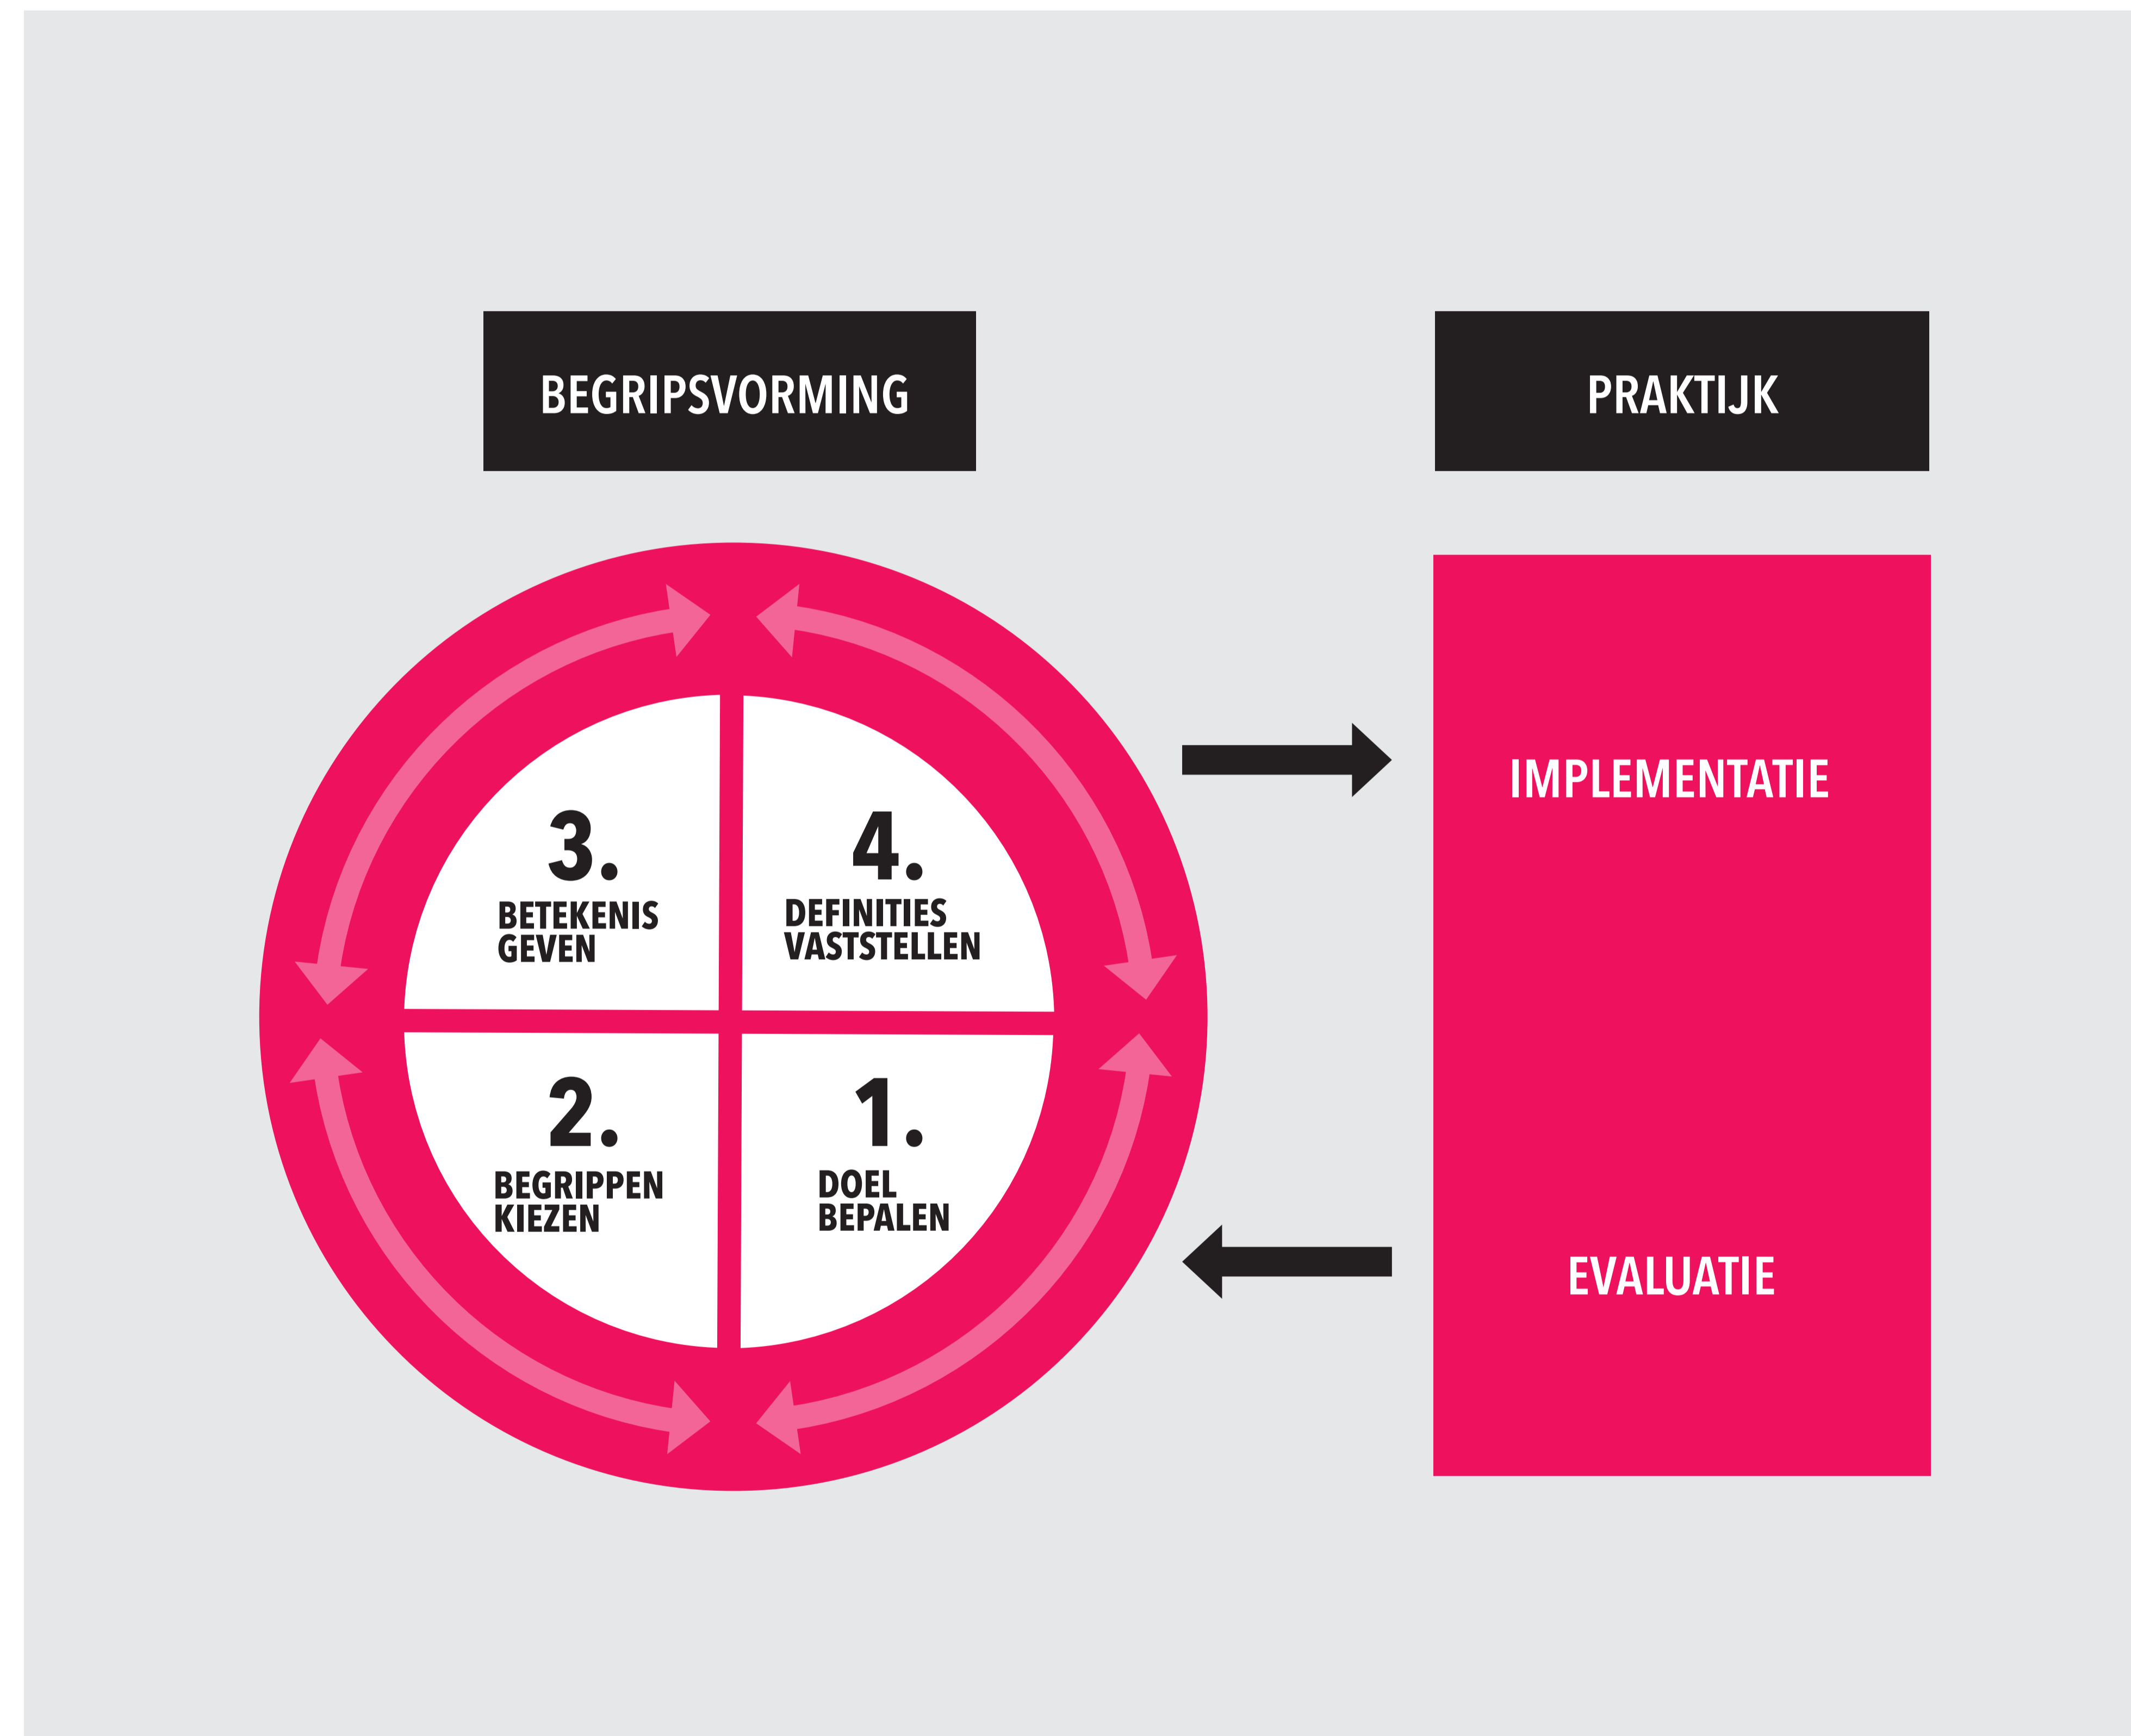 BEGRIPSVORMING
PRAKTIJK
3.
BETEKENIS
GEVEN
4.
DEFINITIES
VASTSTELLEN
2.
BEGRIPPEN
KIEZEN
1.
DOEL
BEPALEN
IMPLEMENTATIE
EVALUATIE